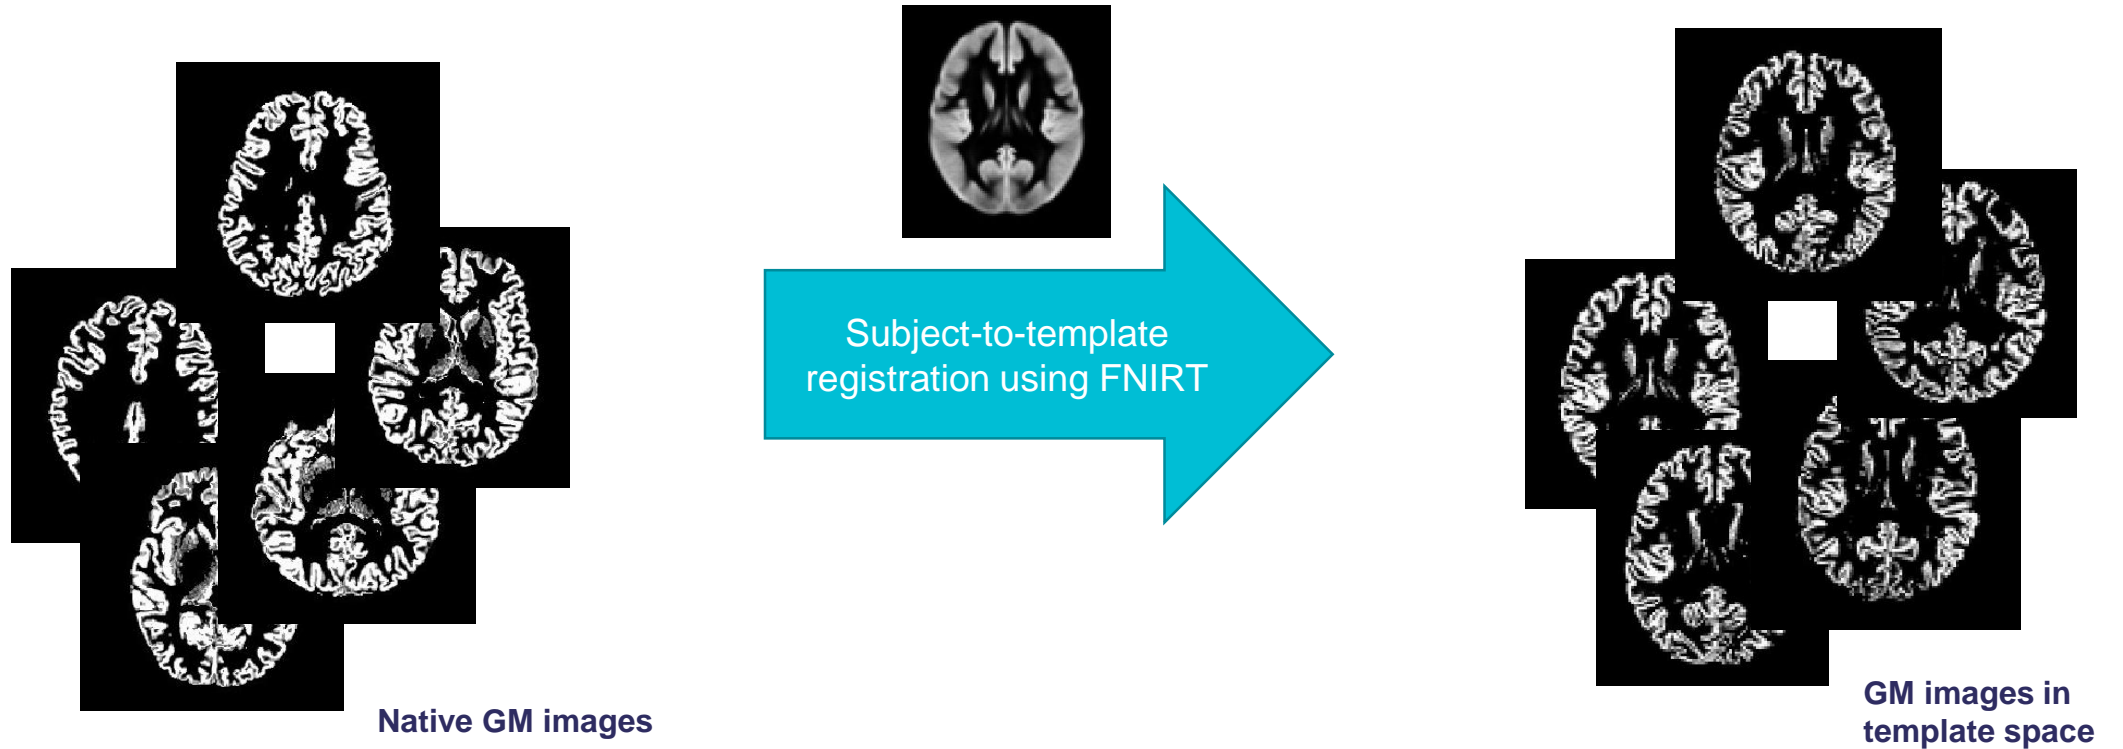 Subject-to-template
registration using FNIRT
Native GM images
GM images in
template space